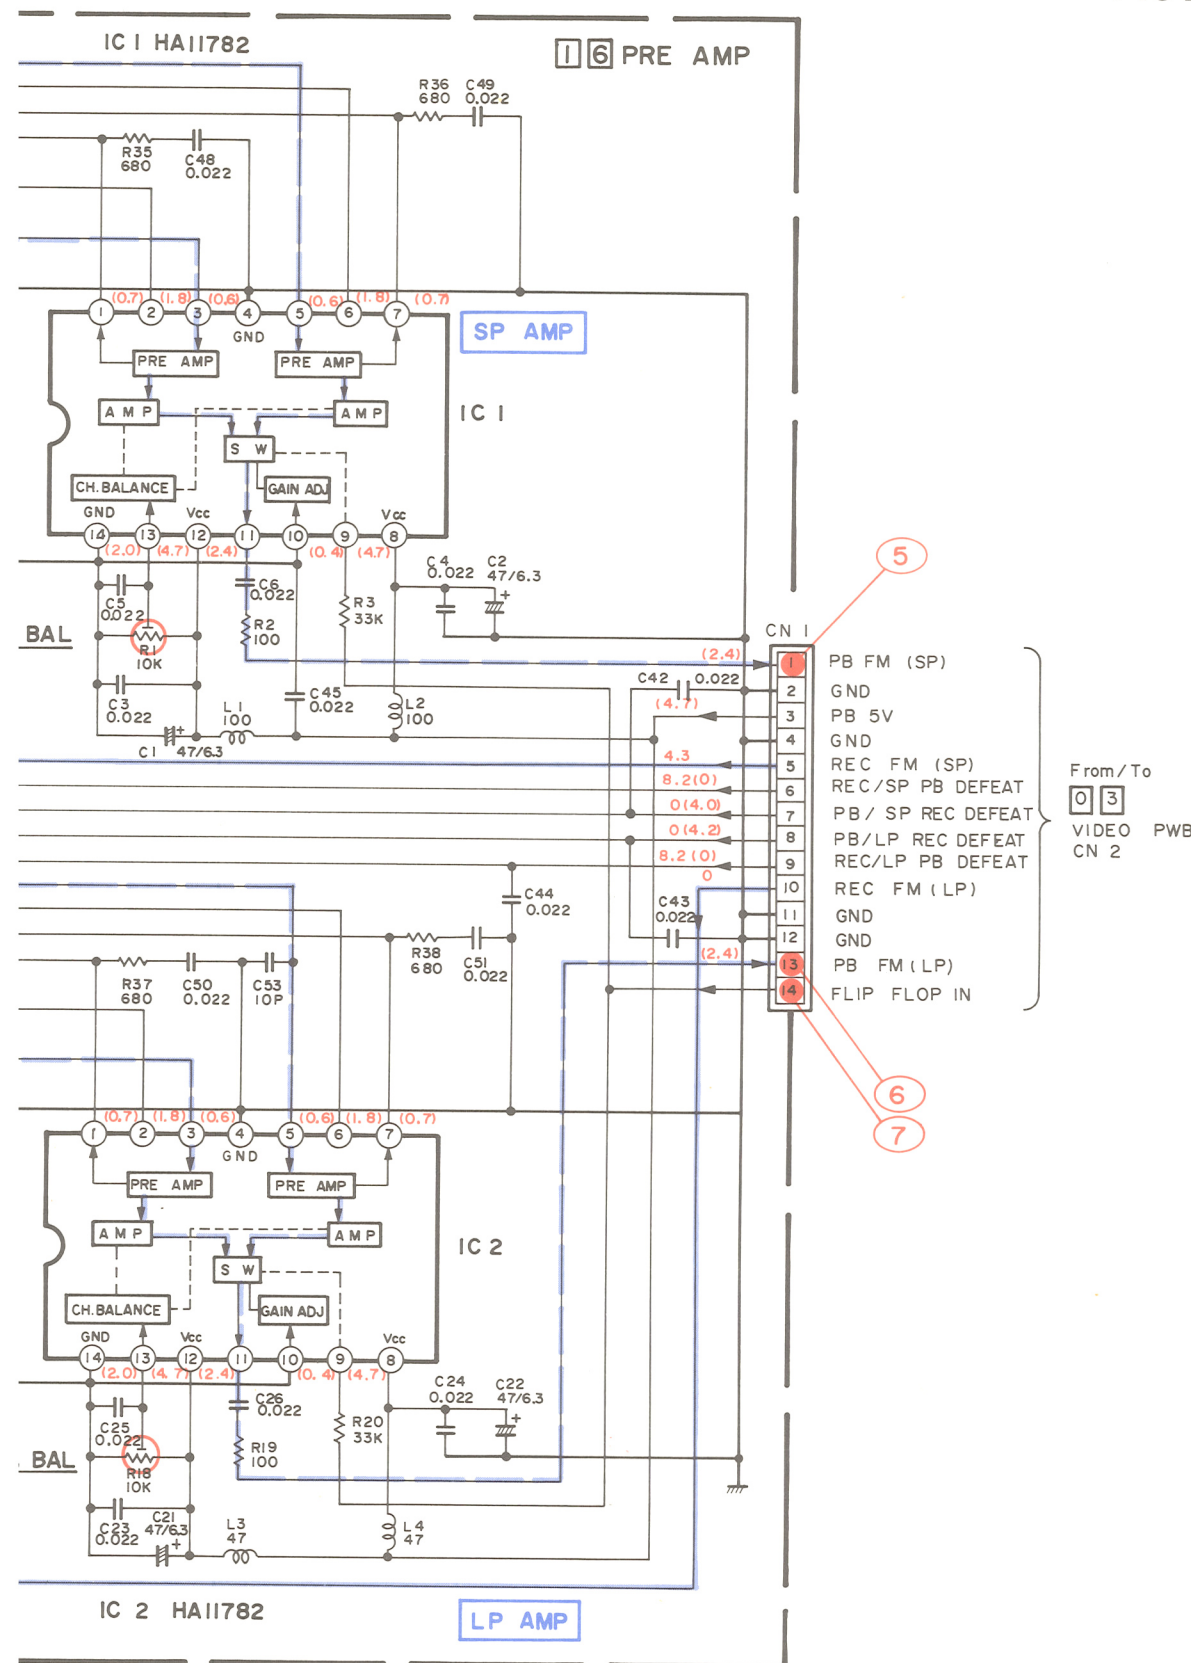 IC 1 HA11782
1 6 PRE AMP
R36
680
C49
0.022
R35
680
C48
0.022
(0.7) (1.8) (0.6) (0.6) (1.8) (0.7)
1 2 3 4 5 6 7
GND
SP AMP
PRE AMP PRE AMP
AMP AMP
IC 1
S W
CH. BALANCE GAIN ADJ
GND Vcc Vcc
14 13 12 11 10 9 8
(2.0) (4.7) (2.4) (0.4) (4.7)
C5
0.022
C6
0.022
R3
33K
C4
0.022
C2
47/6.3
+
BAL
R1
10K
R2
100
C3
0.022
L1
100
C45
0.022
L2
100
C1 + 47/6.3
5
CN 1
(2.4) 1 PB FM (SP)
C42 0.022
2 GND
(4.7) 3 PB 5V
4 GND
4.3 5 REC FM (SP)
8.2(0) 6 REC/SP PB DEFEAT
0(4.0) 7 PB/ SP REC DEFEAT
0(4.2) 8 PB/LP REC DEFEAT
8.2(0) 9 REC/LP PB DEFEAT
0 10 REC FM (LP)
11 GND
12 GND
(2.4) 13 PB FM (LP)
14 FLIP FLOP IN
From/To
0 3
VIDEO PWB
CN 2
C44
0.022
C43
0.022
R38
680
C51
0.022
R37
680
C50
0.022
C53
10P
6
7
(0.7) (1.8) (0.6) (0.6) (1.8) (0.7)
1 2 3 4 5 6 7
GND
PRE AMP PRE AMP
AMP AMP
IC 2
S W
CH. BALANCE GAIN ADJ
GND Vcc Vcc
14 13 12 11 10 9 8
(2.0) (4.7) (2.4) (0.4) (4.7)
C25
0.022
C26
0.022
R20
33K
C24
0.022
C22
47/6.3
+
BAL
R18
10K
R19
100
C23
0.022
C21
47/6.3
+
L3
47
L4
47
IC 2 HA11782
LP AMP